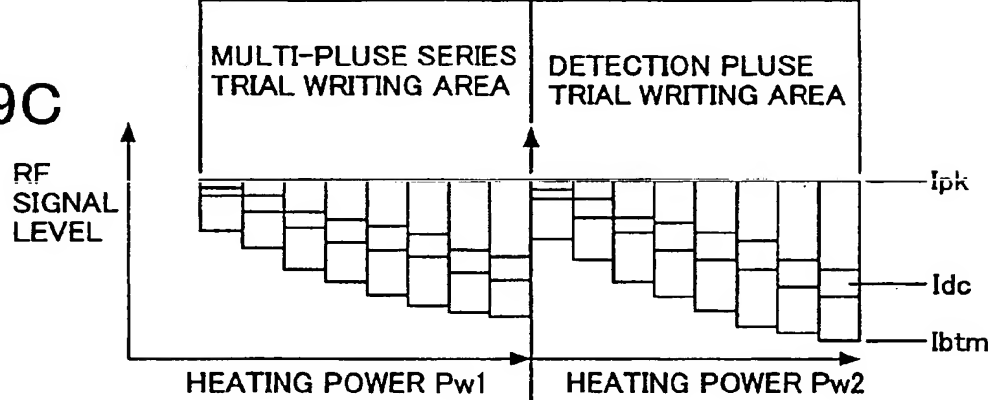 MULTI-PLUSE SERIES
TRIAL WRITING AREA
DETECTION PLUSE
TRIAL WRITING AREA
9C
RF
SIGNAL
LEVEL
Ipk
Idc
Ibtm
HEATING POWER Pw1
HEATING POWER Pw2